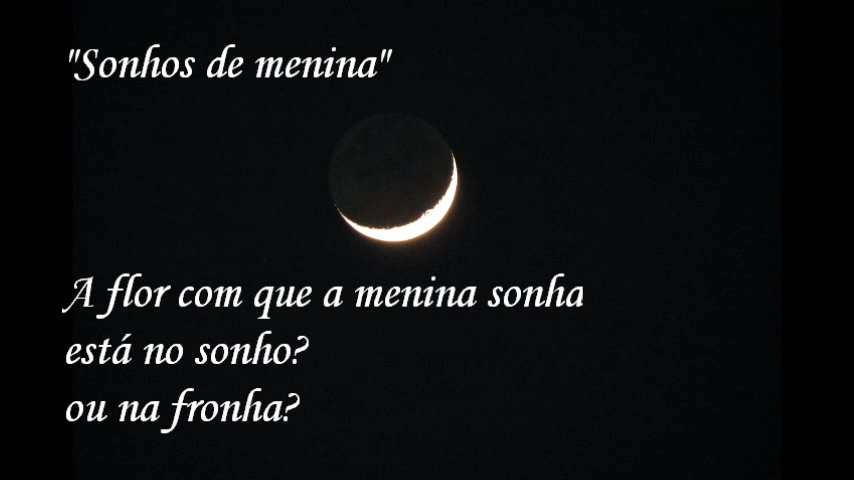 "Sonhos de menina"
A flor com que a menina sonha
está no sonho?
ou na fronha?